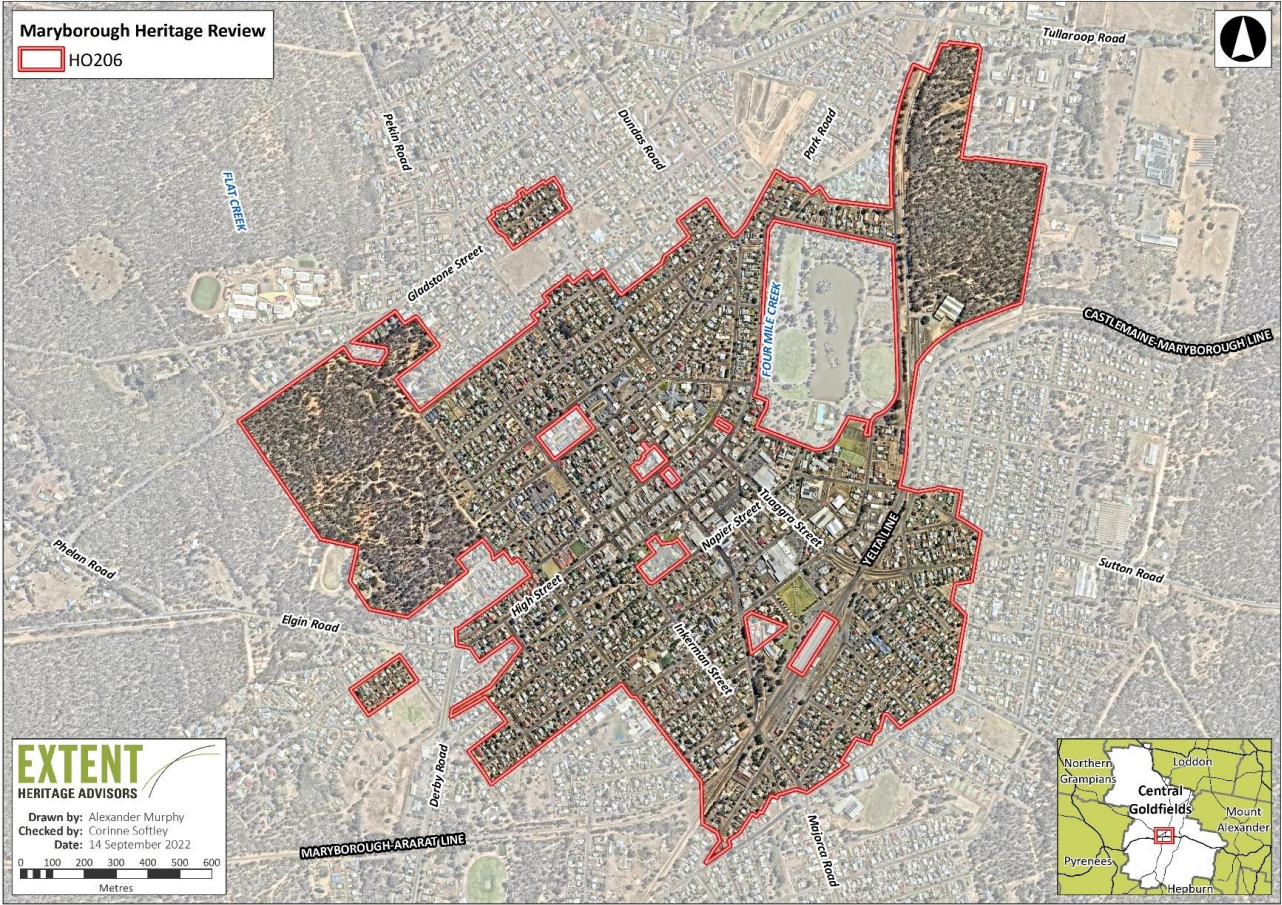 Maryborough Heritage Review
HO206
Tullaroop Road
Pekin Road
Dundas Road
Park Road
FLAT CREEK
Gladstone Street
FOUR MILE CREEK
CASTLEMAINE-MARYBOROUGH LINE
Tuaggra Street
Napier Street
YELTA LINE
Phelan Road
High Street
Sutton Road
Elgin Road
Inkerman Street
Derby Road
Majorca Road
MARYBOROUGH-ARARAT LINE
EXTENT
HERITAGE ADVISORS
Drawn by: Alexander Murphy
Checked by: Corinne Softley
Date: 14 September 2022
0 100 200 300 400 500 600
Metres
Northern
Grampians
Loddon
Central
Goldfields
Mount
Alexander
Pyrenees
Hepburn